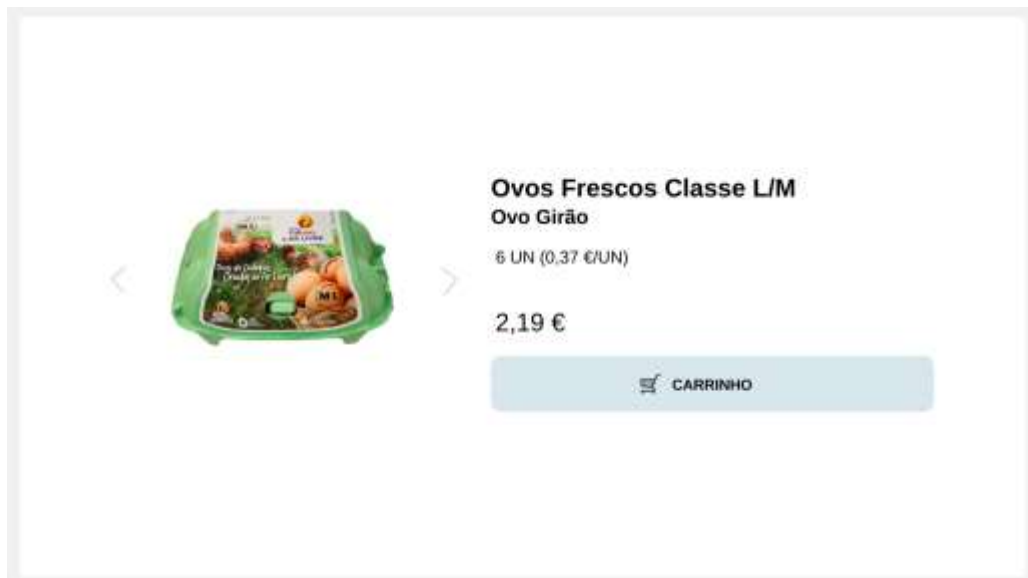 Ovos Frescos Classe L/M
Ovo Girão
6 UN (0,37 €/UN)
2,19 €
CARRINHO
M L